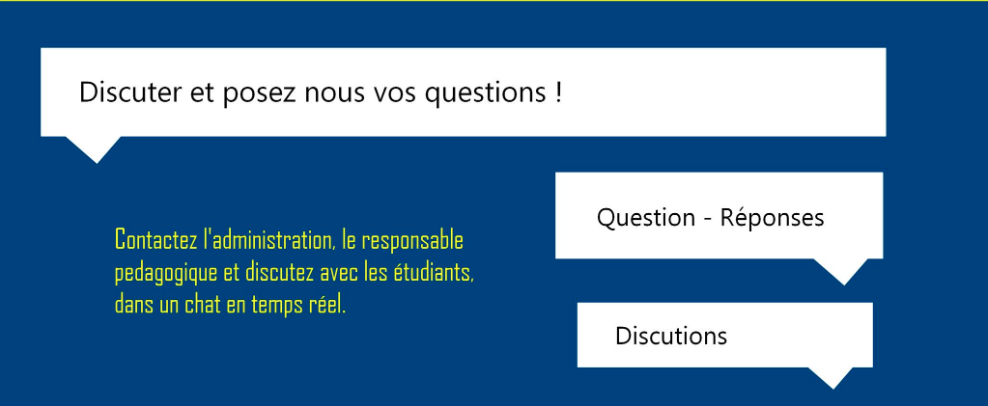 Discuter et posez nous vos questions !
Question - Réponses
Contactez l'administration, le responsable
pedagogique et discutez avec les étudiants,
dans un chat en temps réel.
Discutions